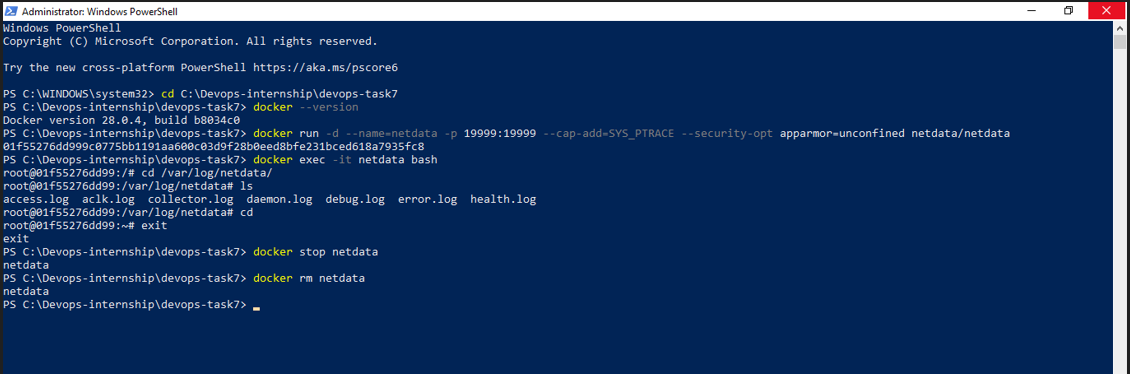 Administrator: Windows PowerShell
Windows PowerShell
Copyright (C) Microsoft Corporation. All rights reserved.
Try the new cross-platform PowerShell https://aka.ms/pscore6
PS C:\WINDOWS\system32> cd C:\Devops-internship\devops-task7
PS C:\Devops-internship\devops-task7> docker --version
Docker version 28.0.4, build b8034c0
PS C:\Devops-internship\devops-task7> docker run -d --name=netdata -p 19999:19999 --cap-add=SYS_PTRACE --security-opt apparmor=unconfined netdata/netdata
01f55276dd999c0775bb1191aa600c03d9f28b0eed8bfe231bced618a7935fc8
PS C:\Devops-internship\devops-task7> docker exec -it netdata bash
root@01f55276dd99:/# cd /var/log/netdata/
root@01f55276dd99:/var/log/netdata# ls
access.log  aclk.log  collector.log  daemon.log  debug.log  error.log  health.log
root@01f55276dd99:/var/log/netdata# cd
root@01f55276dd99:~# exit
exit
PS C:\Devops-internship\devops-task7> docker stop netdata
netdata
PS C:\Devops-internship\devops-task7> docker rm netdata
netdata
PS C:\Devops-internship\devops-task7>